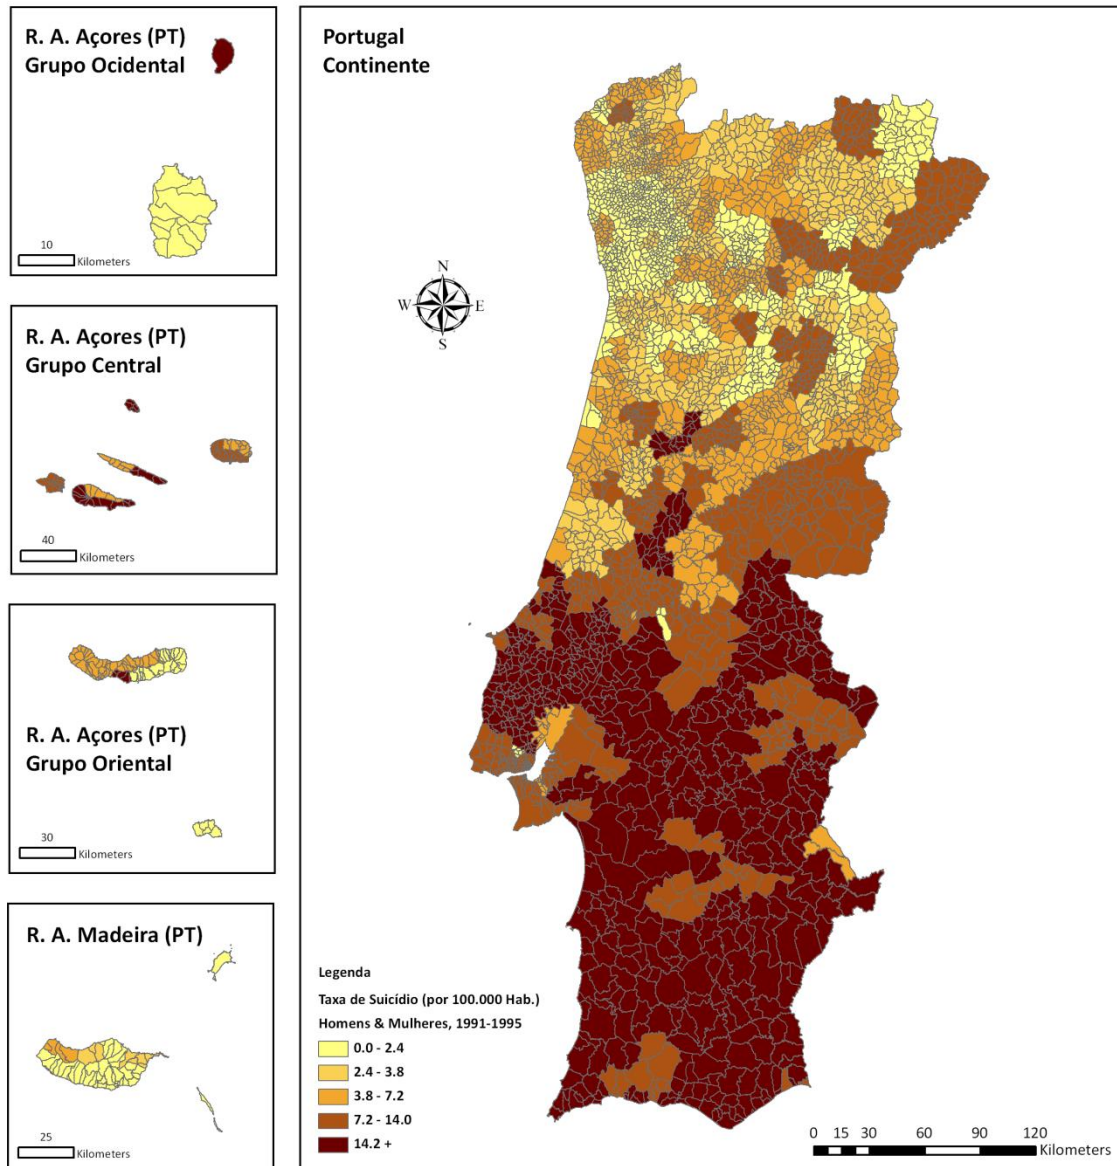 R. A. Açores (PT)
Grupo Ocidental
10
Kilometers
R. A. Açores (PT)
Grupo Central
40
Kilometers
R. A. Açores (PT)
Grupo Oriental
30
Kilometers
R. A. Madeira (PT)
25
Kilometers
Portugal
Continente
N
W E
S
Legenda
Taxa de Suicídio (por 100.000 Hab.)
Homens & Mulheres, 1991-1995
0.0 - 2.4
2.4 - 3.8
3.8 - 7.2
7.2 - 14.0
14.2 +
0 15 30 60 90 120
Kilometers